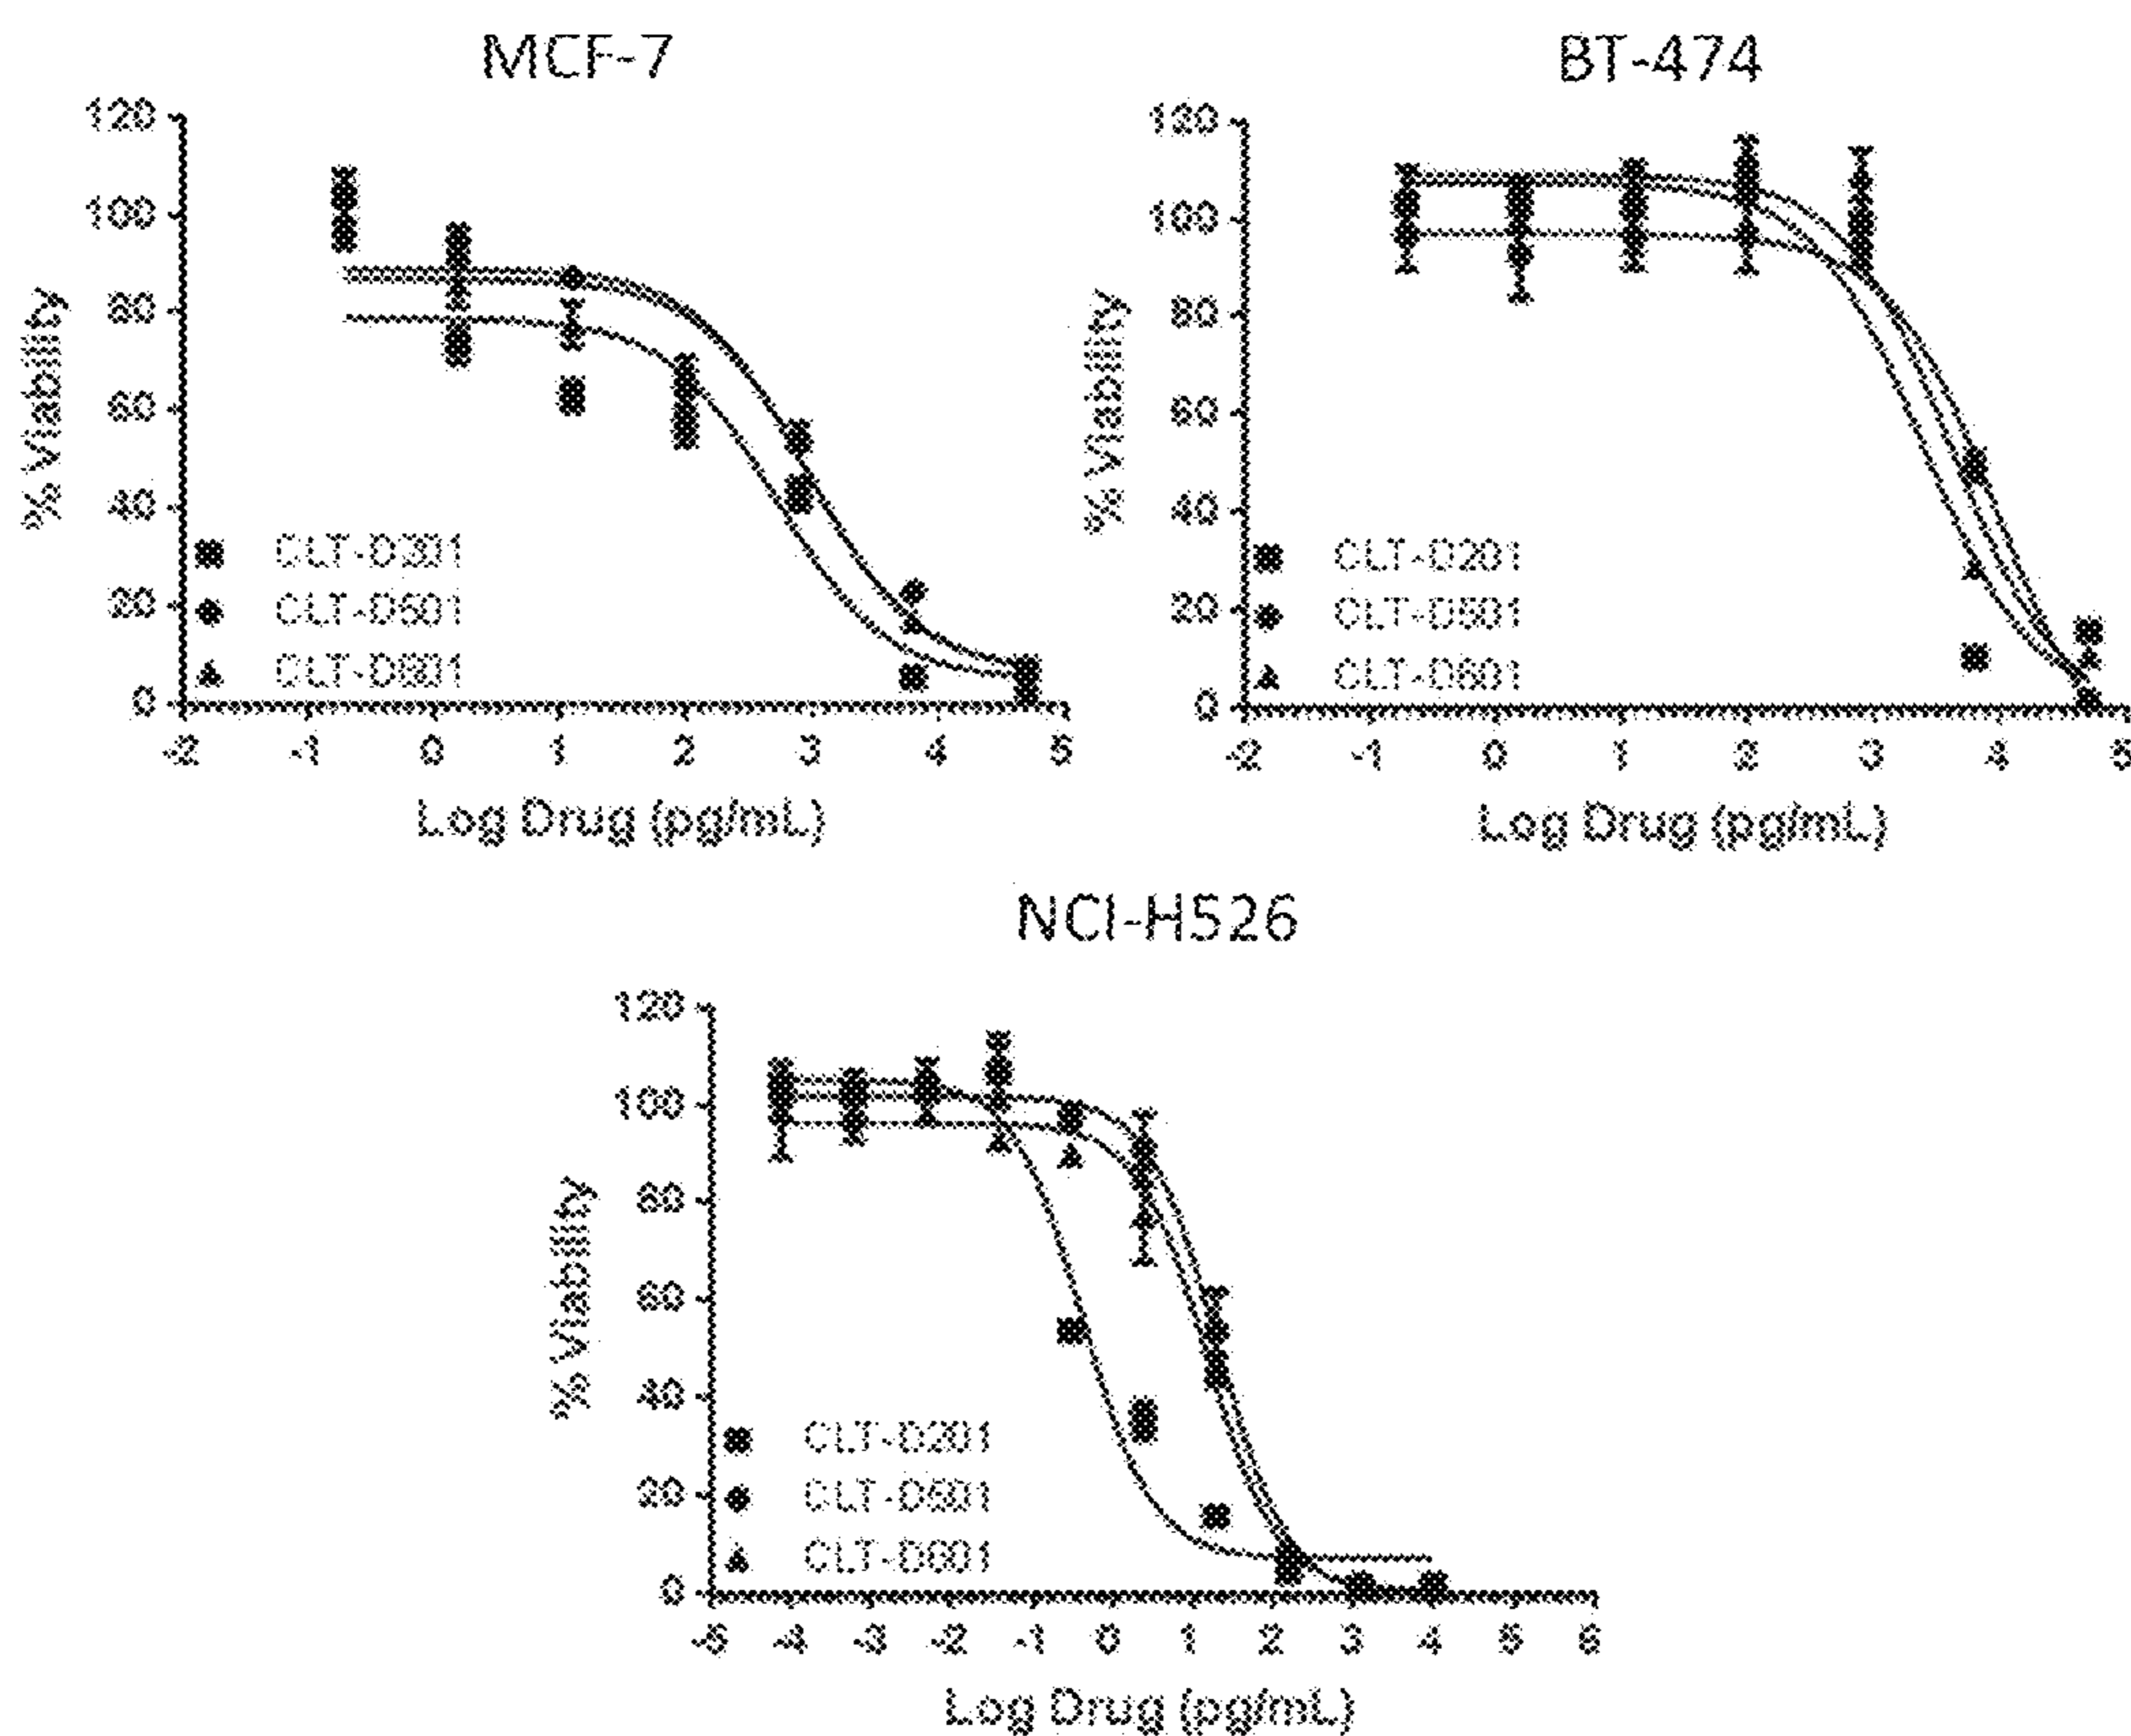 MCF-7
120
100
80
60
40
20
0
% Viability
CLT-D201
CLT-D501
CLT-D601
-2 -1 0 1 2 3 4 5
Log Drug (pg/mL)
BT-474
120
100
80
60
40
20
0
% Viability
CLT-D201
CLT-D501
CLT-D601
-2 -1 0 1 2 3 4 5
Log Drug (pg/mL)
NCI-H526
120
100
80
60
40
20
0
% Viability
CLT-D201
CLT-D501
CLT-D601
-5 -4 -3 -2 -1 0 1 2 3 4 5 6
Log Drug (pg/mL)